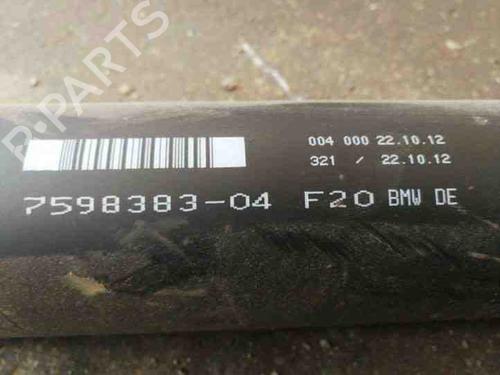 B-PARTS
004 000 22.10.12
321 / 22.10.12
7598383-04 F20 BMW DE